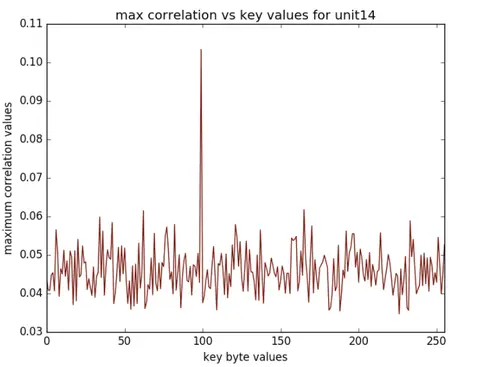 max correlation vs key values for unit14
0.11
0.10
0.09
0.08
0.07
0.06
0.05
0.04
0.03
maximum correlation values
0 50 100 150 200 250
key byte values